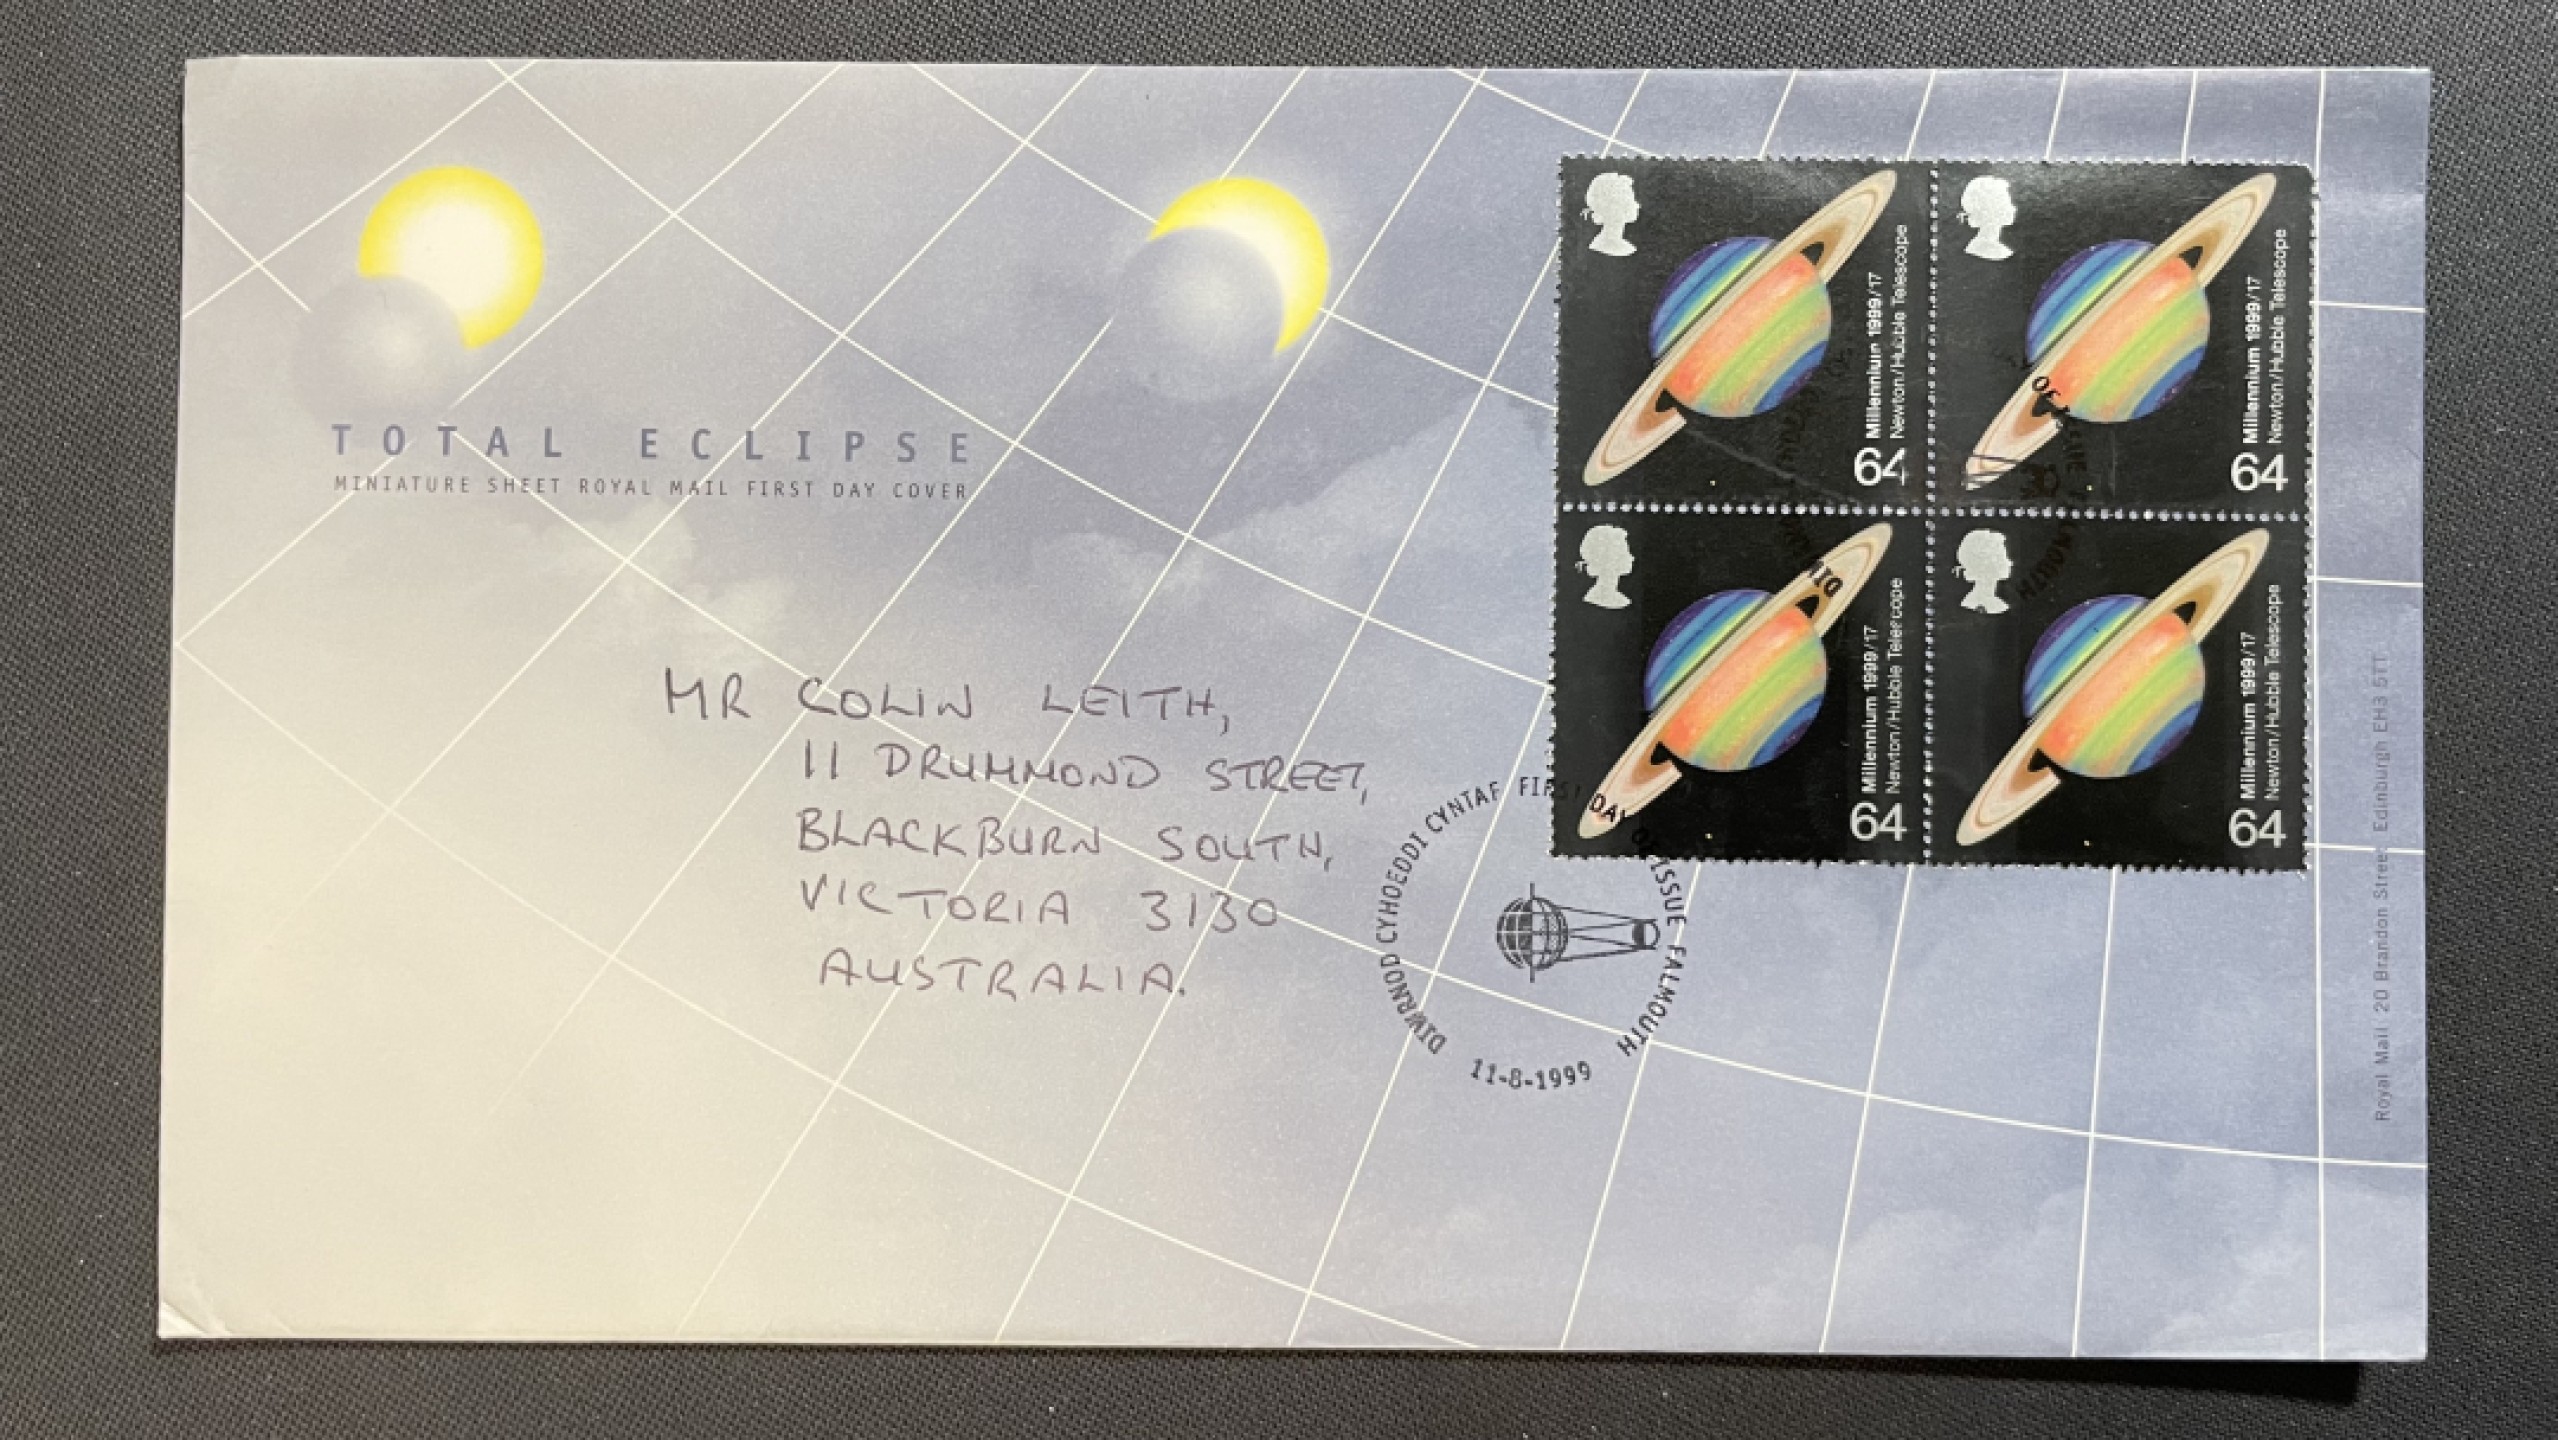 TOTAL ECLIPSE
MINIATURE SHEET ROYAL MAIL FIRST DAY COVER
64 Millennium 1999/17
Newton/Hubble Telescope
64 Millennium 1999/17
Newton/Hubble Telescope
64 Millennium 1999/17
Newton/Hubble Telescope
64 Millennium 1999/17
Newton/Hubble Telescope
MR COLIN LEITH,
11 DRUMMOND STREET,
BLACKBURN SOUTH,
VICTORIA 3130
AUSTRALIA.
DIWRNOD CYHOEDDI CYNTAF FIRST DAY OF ISSUE FALMOUTH
11-8-1999
Royal Mail 20 Brandon Street Edinburgh EH3 5TT